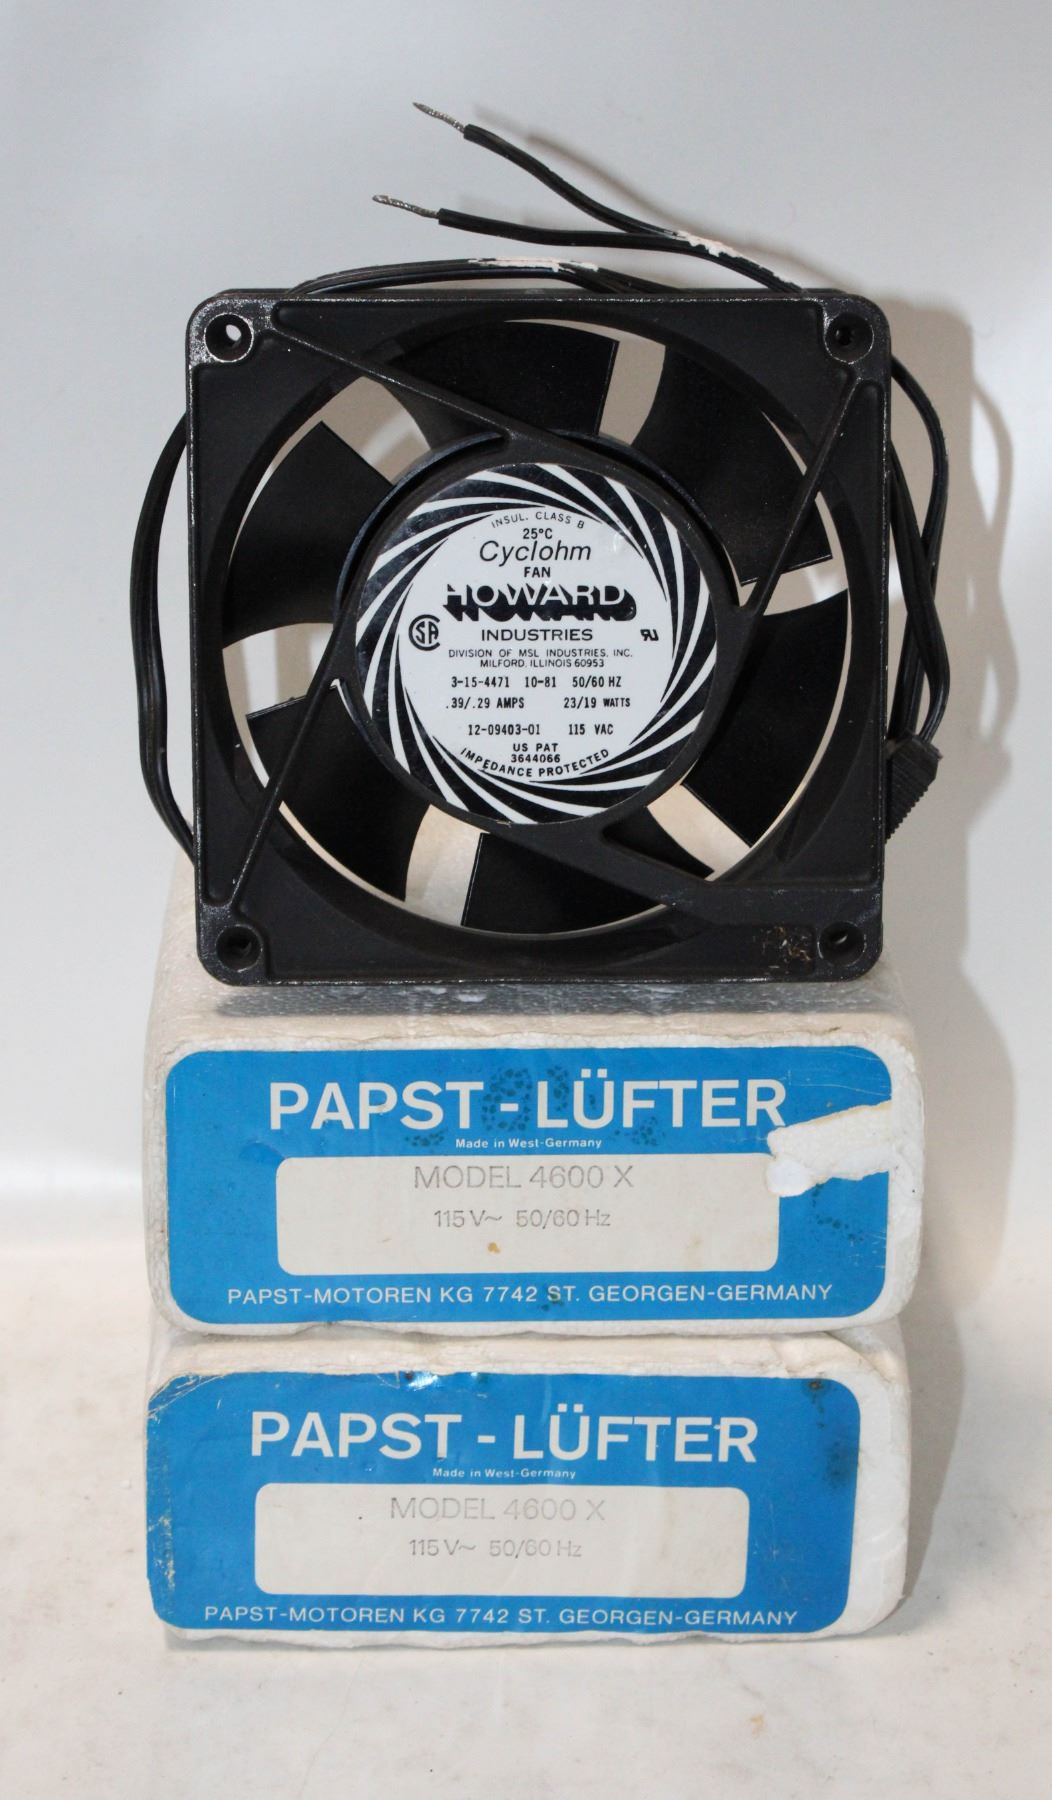 INSUL. CLASS B
25°C
Cyclohm
FAN
HOWARD
INDUSTRIES
DIVISION OF MSL INDUSTRIES, INC.
MILFORD, ILLINOIS 60953
3-15-4471 10-81 50/60 HZ
.39/.29 AMPS 23/19 WATTS
12-09403-01 115 VAC
US PAT
3644066
IMPEDANCE PROTECTED
PAPST - LÜFTER
Made in West-Germany
MODEL 4600 X
115 V~ 50/60 Hz
PAPST-MOTOREN KG 7742 ST. GEORGEN-GERMANY
PAPST - LÜFTER
Made in West-Germany
MODEL 4600 X
115 V~ 50/60 Hz
PAPST-MOTOREN KG 7742 ST. GEORGEN-GERMANY